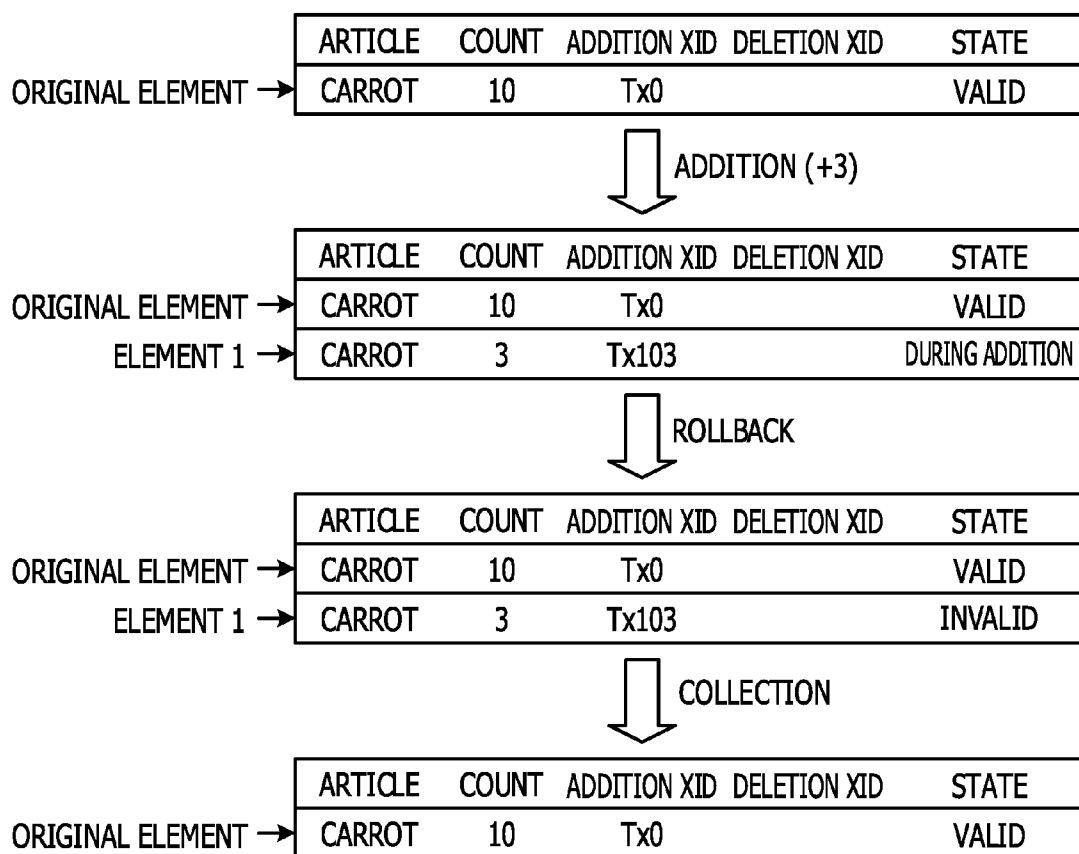 ARTICLE COUNT ADDITION XID DELETION XID STATE
ORIGINAL ELEMENT → CARROT 10 Tx0 VALID
ADDITION (+3)
ARTICLE COUNT ADDITION XID DELETION XID STATE
ORIGINAL ELEMENT → CARROT 10 Tx0 VALID
ELEMENT 1 → CARROT 3 Tx103 DURING ADDITION
ROLLBACK
ARTICLE COUNT ADDITION XID DELETION XID STATE
ORIGINAL ELEMENT → CARROT 10 Tx0 VALID
ELEMENT 1 → CARROT 3 Tx103 INVALID
COLLECTION
ARTICLE COUNT ADDITION XID DELETION XID STATE
ORIGINAL ELEMENT → CARROT 10 Tx0 VALID